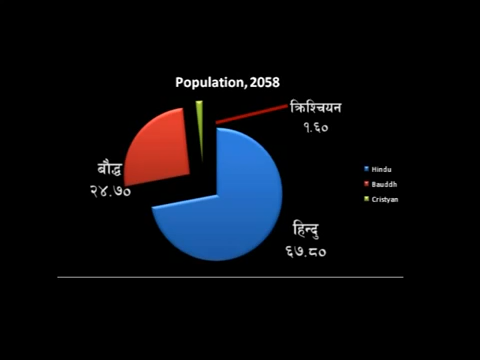 Population, 2058
क्रिश्चियन
१.६०
बौद्ध
२४.७०
हिन्दु
६७.८०
Hindu
Bauddh
Cristyan